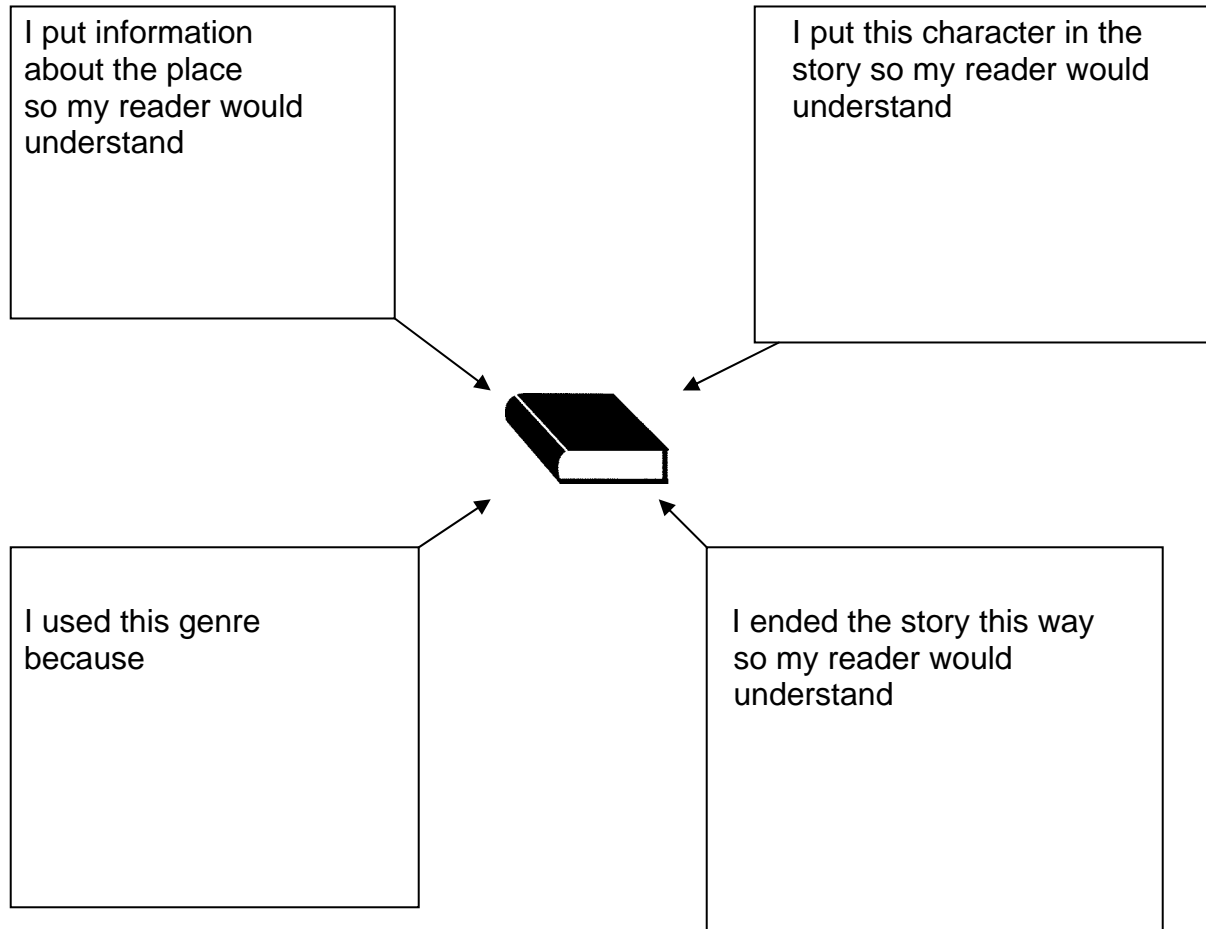 I put information
about the place
so my reader would
understand
I put this character in the
story so my reader would
understand
I used this genre
because
I ended the story this way
so my reader would
understand